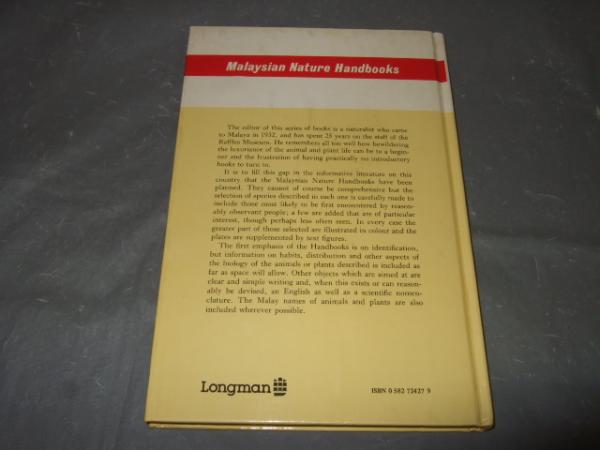 Malaysian Nature Handbooks
The editor of this series of books is a naturalist who came
to Malaya in 1932, and has spent 25 years on the staff of the
Raffles Museum. He remembers all too well how bewildering
the luxuriance of the animal and plant life can be to a begin-
ner and the frustration of having practically no introductory
books to turn to.
It is to fill this gap in the informative literature on this
country that the Malaysian Nature Handbooks have been
planned. They cannot of course be comprehensive but the
selection of species described in each one is carefully made to
include those most likely to be first encountered by reason-
ably observant people; a few are added that are of particular
interest, though perhaps less often seen. In every case the
greater part of those selected are illustrated in colour and the
plates are supplemented by text figures.
The first emphasis of the Handbooks is on identification,
but information on habits, distribution and other aspects of
the biology of the animals or plants described is included as
far as space will allow. Other objects which are aimed at are
clear and simple writing and, when this exists or can reason-
ably be devised, an English as well as a scientific nomen-
clature. The Malay names of animals and plants are also
included wherever possible.
Longman
ISBN 0 582 72427 9